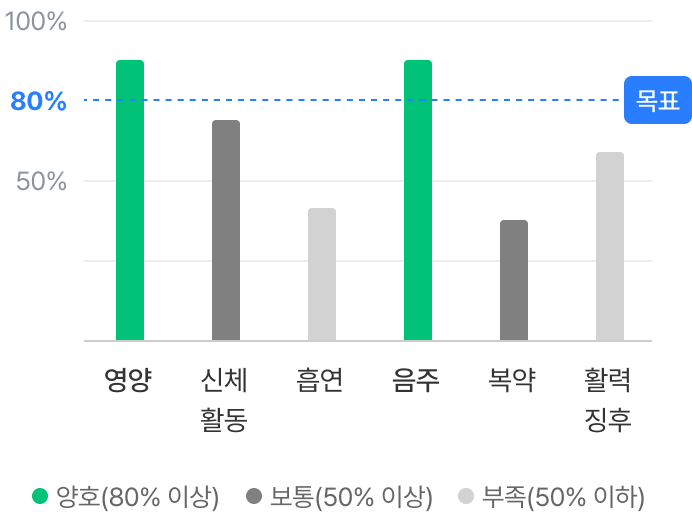 100%
80%
목표
50%
영양 신체 흡연 음주 복약 활력
활동 징후
양호(80% 이상) 보통(50% 이상) 부족(50% 이하)